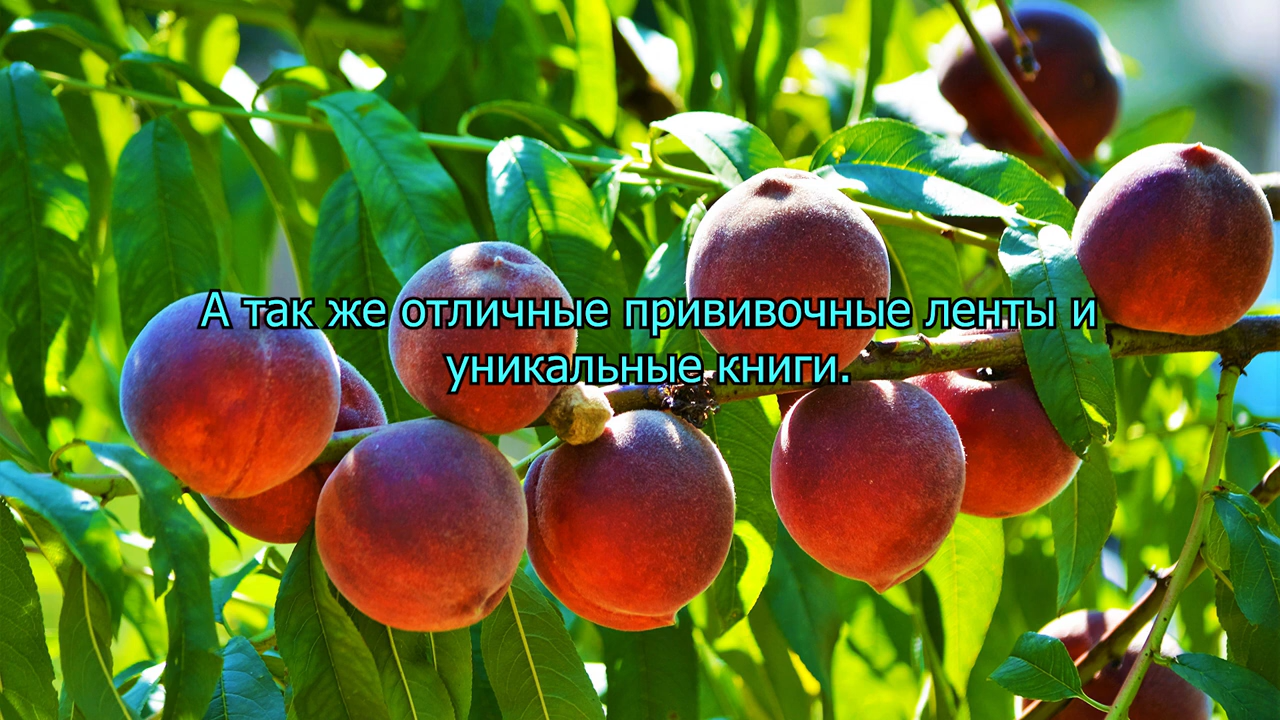 А так же отличные прививочные ленты и
уникальные книги.